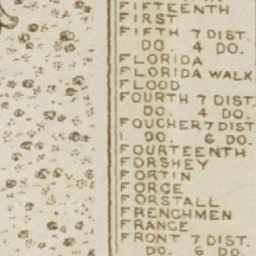 FIFTEENTH
FIRST
FIFTH 7 DIST.
DO. 4 DO.
FLORIDA
FLORIDA WALK
FLOOD
FOURTH 7 DIST.
DO. 4 DO.
FOUCHER 7 DIST
DO. 6 DO.
FOURTEENTH
FORSHEY
FORTIN
FORCE
FORSTALL
FRENCHMEN
FRANCE
FRONT 7 DIST.
DO. 6 DO.